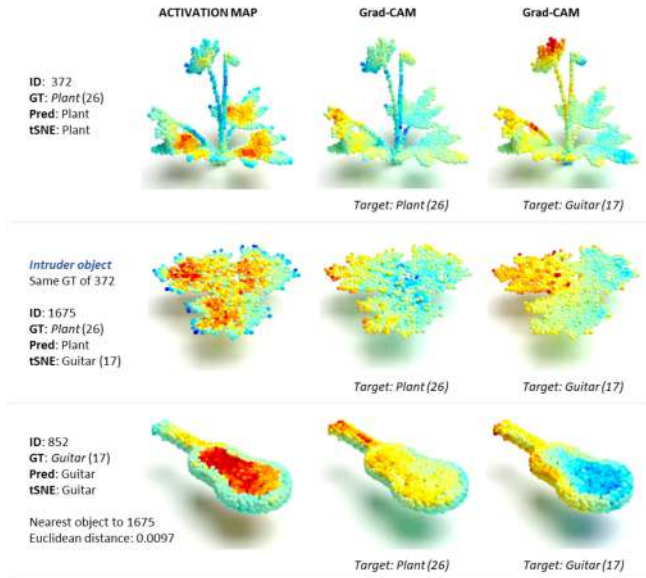 ACTIVATION MAP
Grad-CAM
Grad-CAM
ID: 372
GT: Plant (26)
Pred: Plant
tSNE: Plant
Target: Plant (26)
Target: Guitar (17)
Intruder object
Same GT of 372
ID: 1675
GT: Plant (26)
Pred: Plant
tSNE: Guitar (17)
Target: Plant (26)
Target: Guitar (17)
ID: 852
GT: Guitar (17)
Pred: Guitar
tSNE: Guitar
Nearest object to 1675
Euclidean distance: 0.0097
Target: Plant (26)
Target: Guitar (17)